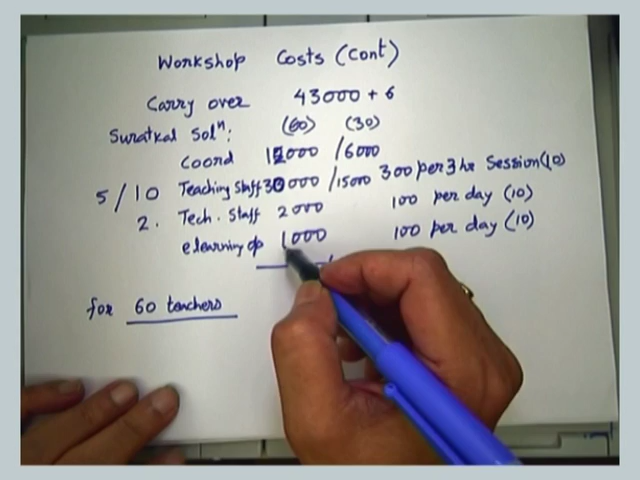 Workshop Costs (Cont)
Carry over 43000 + 6
Suratkal Solⁿ: (60) (30)
Coord 12000 / 6000
5 / 10 Teaching Staff 30000 / 15000 300 per 3 hr Session (10)
2. Tech. Staff 2000 100 per day (10)
elearning op 1000 100 per day (10)
for 60 teachers